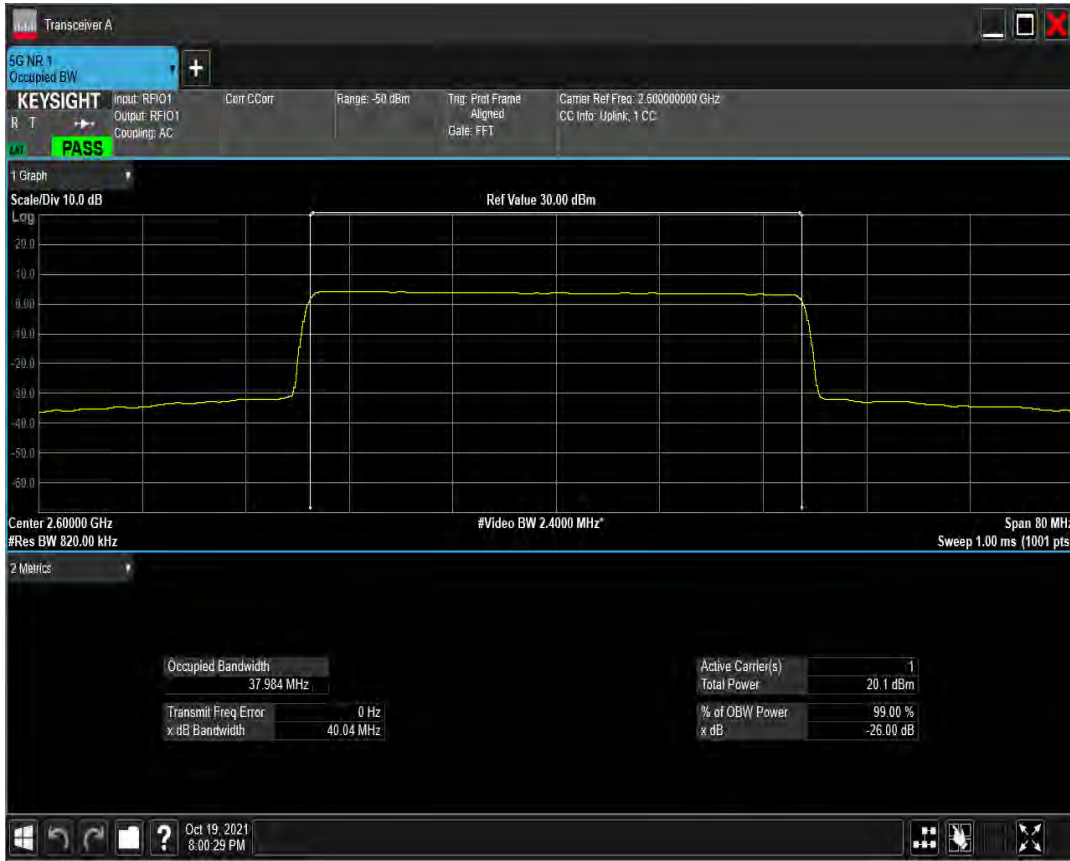 Transceiver A
5G NR 1
Occupied BW
+
KEYSIGHT
R T
PASS
Input: RFIO1
Output: RFIO1
Coupling: AC
Corr CCorr
Range: -50 dBm
Trig: Prot Frame
Aligned
Gate: FFT
Carrier Ref Freq: 2.600000000 GHz
CC Info: Uplink, 1 CC
1 Graph
Scale/Div 10.0 dB
Ref Value 30.00 dBm
Log
20.0
10.0
0.00
-10.0
-20.0
-30.0
-40.0
-50.0
-60.0
Center 2.60000 GHz
#Video BW 2.4000 MHz*
Span 80 MHz
#Res BW 820.00 kHz
Sweep 1.00 ms (1001 pts
2 Metrics
Occupied Bandwidth
37.984 MHz
Transmit Freq Error 0 Hz
x dB Bandwidth 40.04 MHz
Active Carrier(s) 1
Total Power 20.1 dBm
% of OBW Power 99.00 %
x dB -26.00 dB
?
Oct 19, 2021
8:00:29 PM